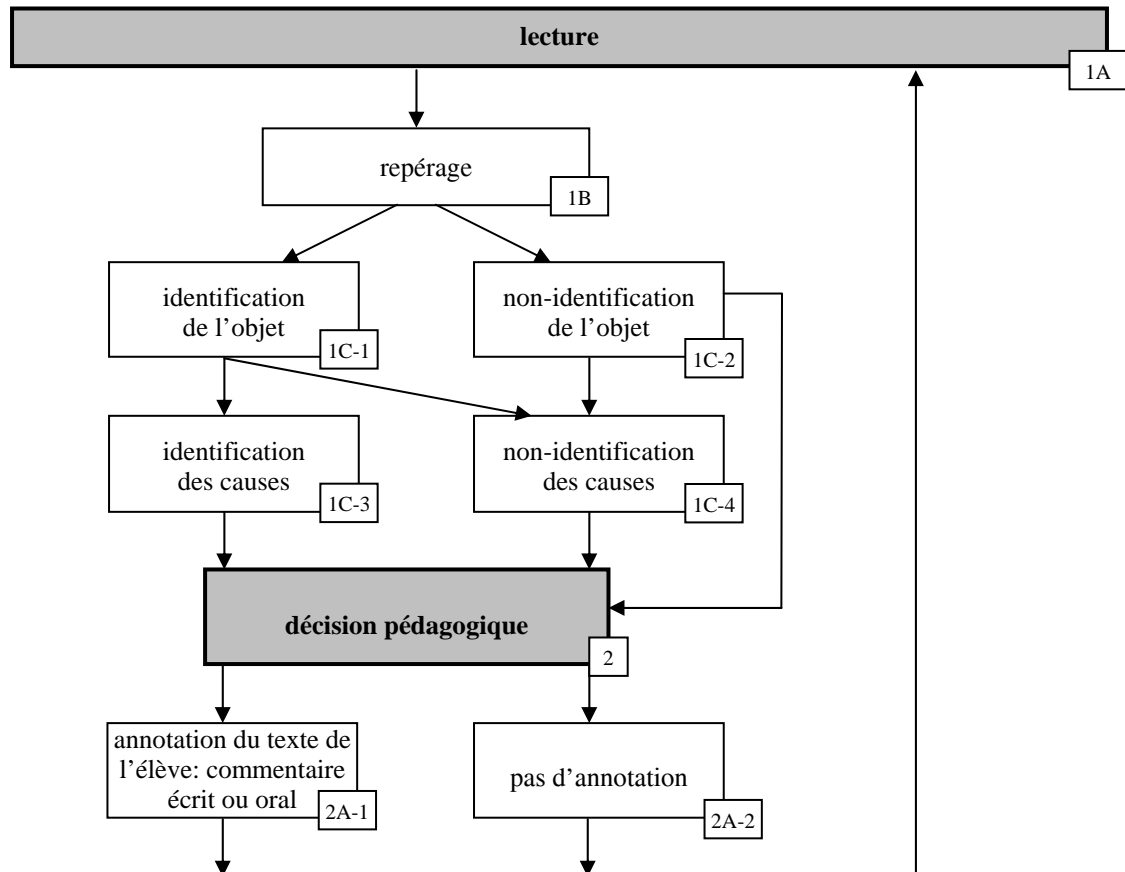 lecture
1A
repérage
1B
identification
de l’objet
1C-1
non-identification
de l’objet
1C-2
identification
des causes
1C-3
non-identification
des causes
1C-4
décision pédagogique
2
annotation du texte de
l’élève: commentaire
écrit ou oral
2A-1
pas d’annotation
2A-2